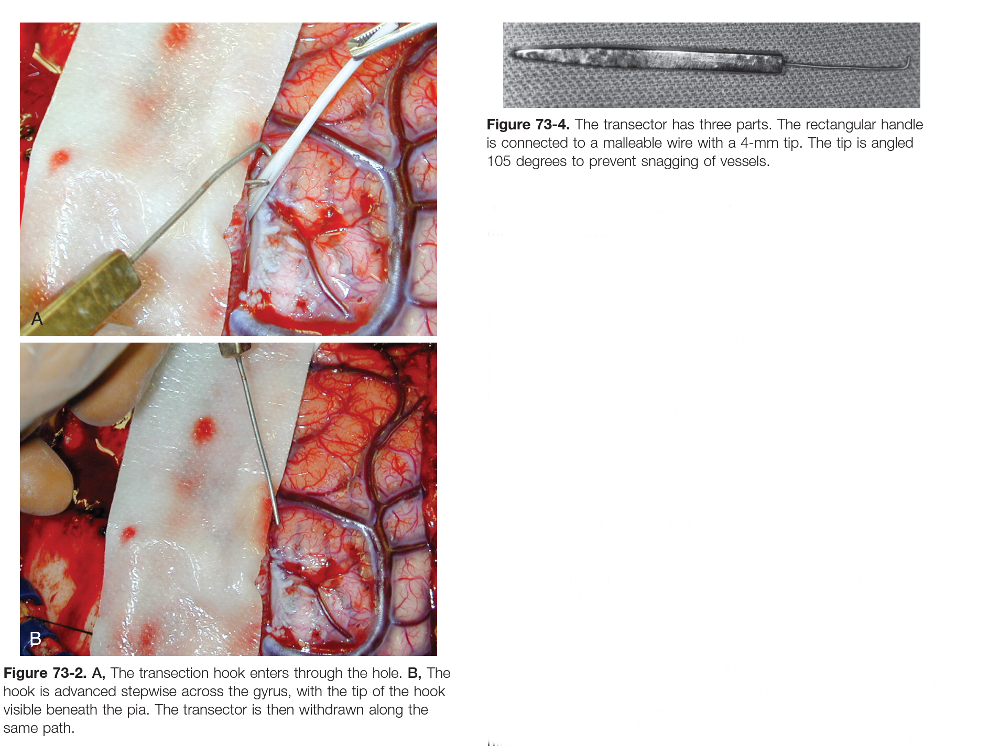 A
B
Figure 73-2. A, The transection hook enters through the hole. B, The
hook is advanced stepwise across the gyrus, with the tip of the hook
visible beneath the pia. The transector is then withdrawn along the
same path.
Figure 73-4. The transector has three parts. The rectangular handle
is connected to a malleable wire with a 4-mm tip. The tip is angled
105 degrees to prevent snagging of vessels.